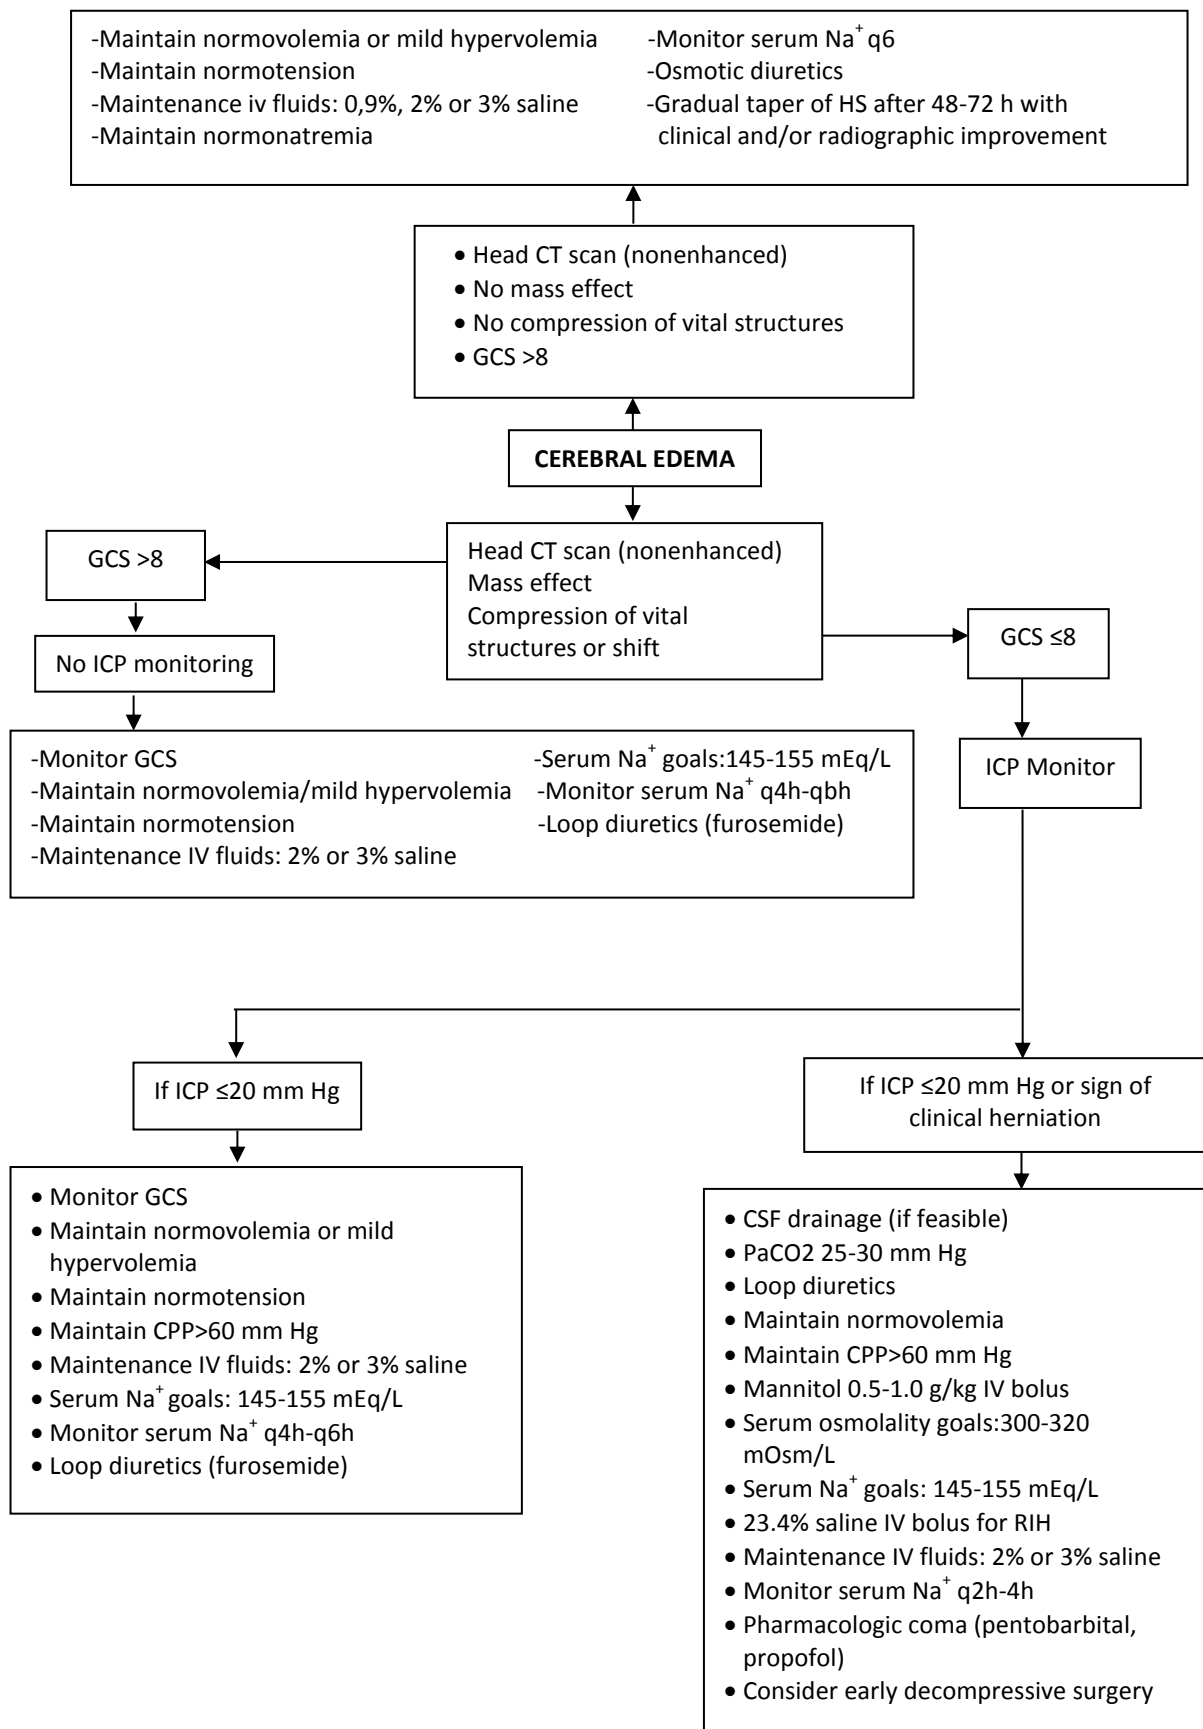 -Maintain normovolemia or mild hypervolemia
-Maintain normotension
-Maintenance iv fluids: 0,9%, 2% or 3% saline
-Maintain normonatremia
-Monitor serum Na⁺ q6
-Osmotic diuretics
-Gradual taper of HS after 48-72 h with
clinical and/or radiographic improvement
• Head CT scan (nonenhanced)
• No mass effect
• No compression of vital structures
• GCS >8
CEREBRAL EDEMA
Head CT scan (nonenhanced)
Mass effect
Compression of vital
structures or shift
GCS >8
No ICP monitoring
-Monitor GCS
-Maintain normovolemia/mild hypervolemia
-Maintain normotension
-Maintenance IV fluids: 2% or 3% saline
-Serum Na⁺ goals:145-155 mEq/L
-Monitor serum Na⁺ q4h-qbh
-Loop diuretics (furosemide)
GCS ≤8
ICP Monitor
If ICP ≤20 mm Hg
• Monitor GCS
• Maintain normovolemia or mild
hypervolemia
• Maintain normotension
• Maintain CPP>60 mm Hg
• Maintenance IV fluids: 2% or 3% saline
• Serum Na⁺ goals: 145-155 mEq/L
• Monitor serum Na⁺ q4h-q6h
• Loop diuretics (furosemide)
If ICP ≤20 mm Hg or sign of
clinical herniation
• CSF drainage (if feasible)
• PaCO2 25-30 mm Hg
• Loop diuretics
• Maintain normovolemia
• Maintain CPP>60 mm Hg
• Mannitol 0.5-1.0 g/kg IV bolus
• Serum osmolality goals:300-320
mOsm/L
• Serum Na⁺ goals: 145-155 mEq/L
• 23.4% saline IV bolus for RIH
• Maintenance IV fluids: 2% or 3% saline
• Monitor serum Na⁺ q2h-4h
• Pharmacologic coma (pentobarbital,
propofol)
• Consider early decompressive surgery